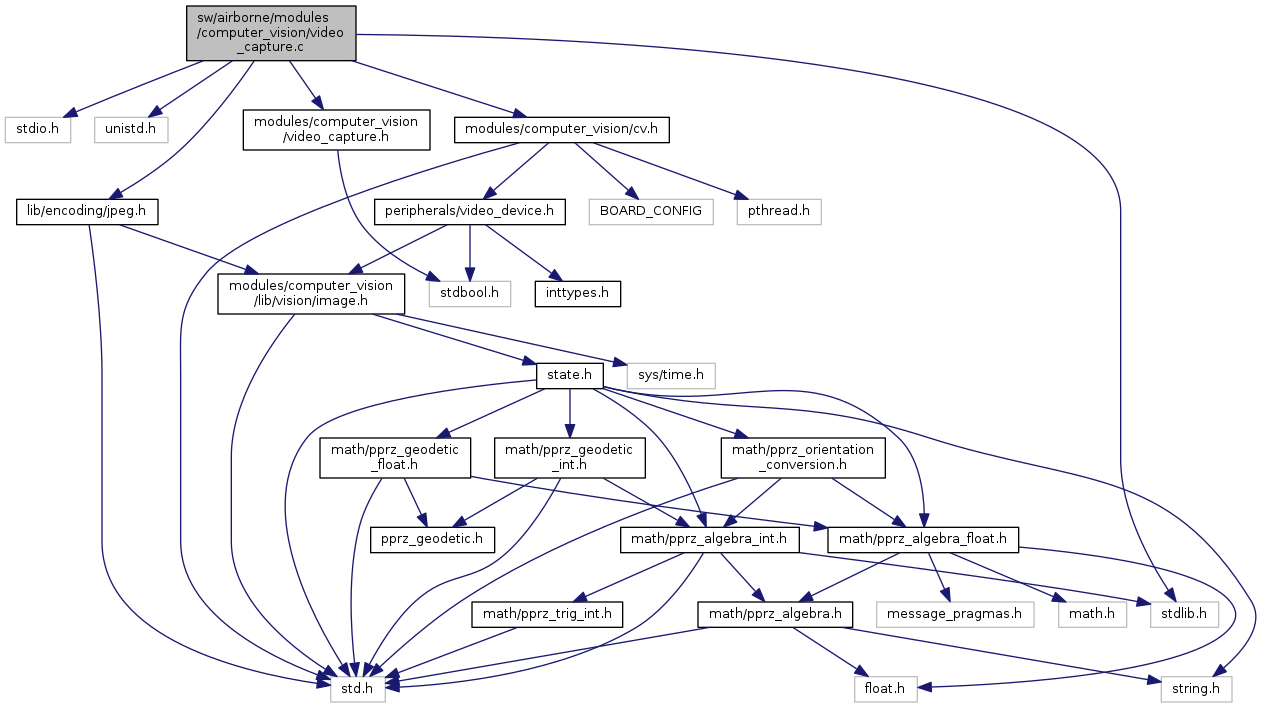 sw/airborne/modules
/computer_vision/video
_capture.c
stdio.h
unistd.h
modules/computer_vision
/video_capture.h
modules/computer_vision/cv.h
lib/encoding/jpeg.h
peripherals/video_device.h
BOARD_CONFIG
pthread.h
modules/computer_vision
/lib/vision/image.h
stdbool.h
inttypes.h
state.h
sys/time.h
math/pprz_geodetic
_float.h
math/pprz_geodetic
_int.h
math/pprz_orientation
_conversion.h
pprz_geodetic.h
math/pprz_algebra_int.h
math/pprz_algebra_float.h
math/pprz_trig_int.h
math/pprz_algebra.h
message_pragmas.h
math.h
stdlib.h
std.h
float.h
string.h